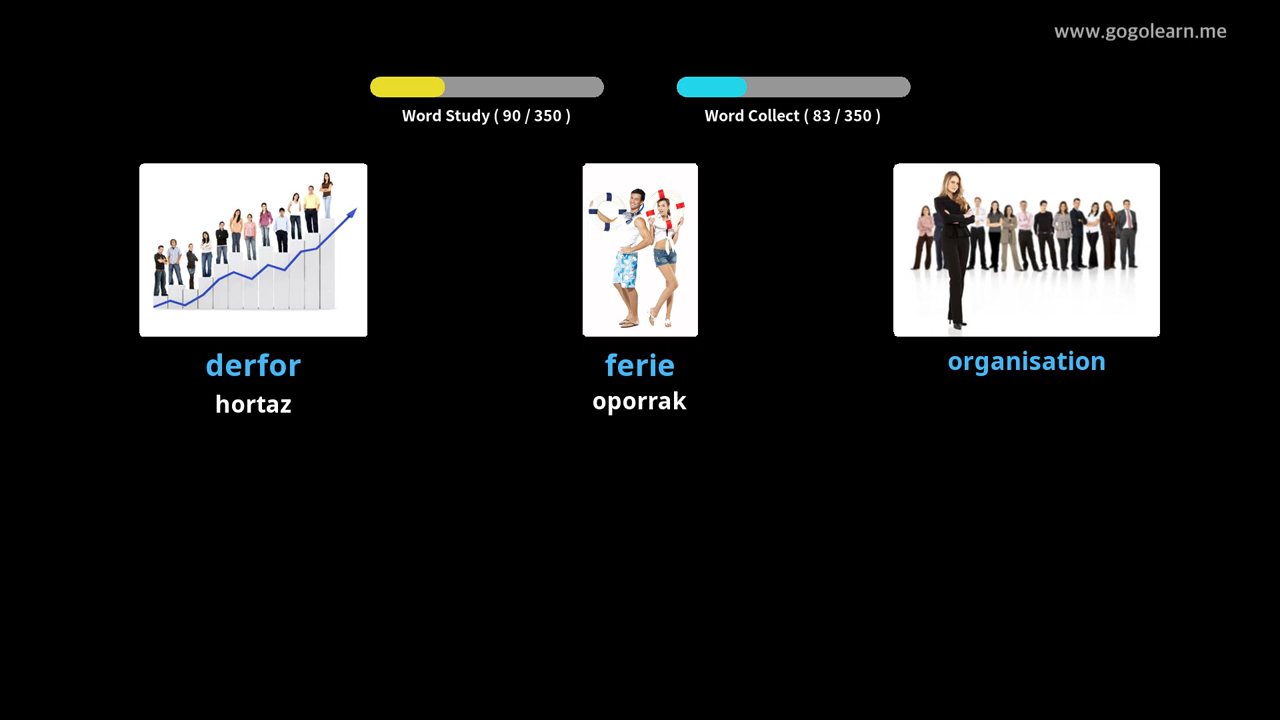 www.gogolearn.me
Word Study ( 90 / 350 )
Word Collect ( 83 / 350 )
derfor
hortaz
ferie
oporrak
organisation